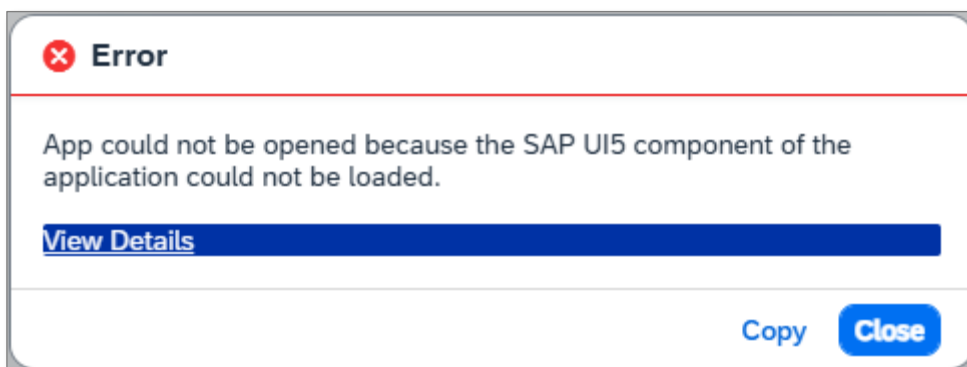 Error
App could not be opened because the SAP UI5 component of the
application could not be loaded.
View Details
Copy
Close